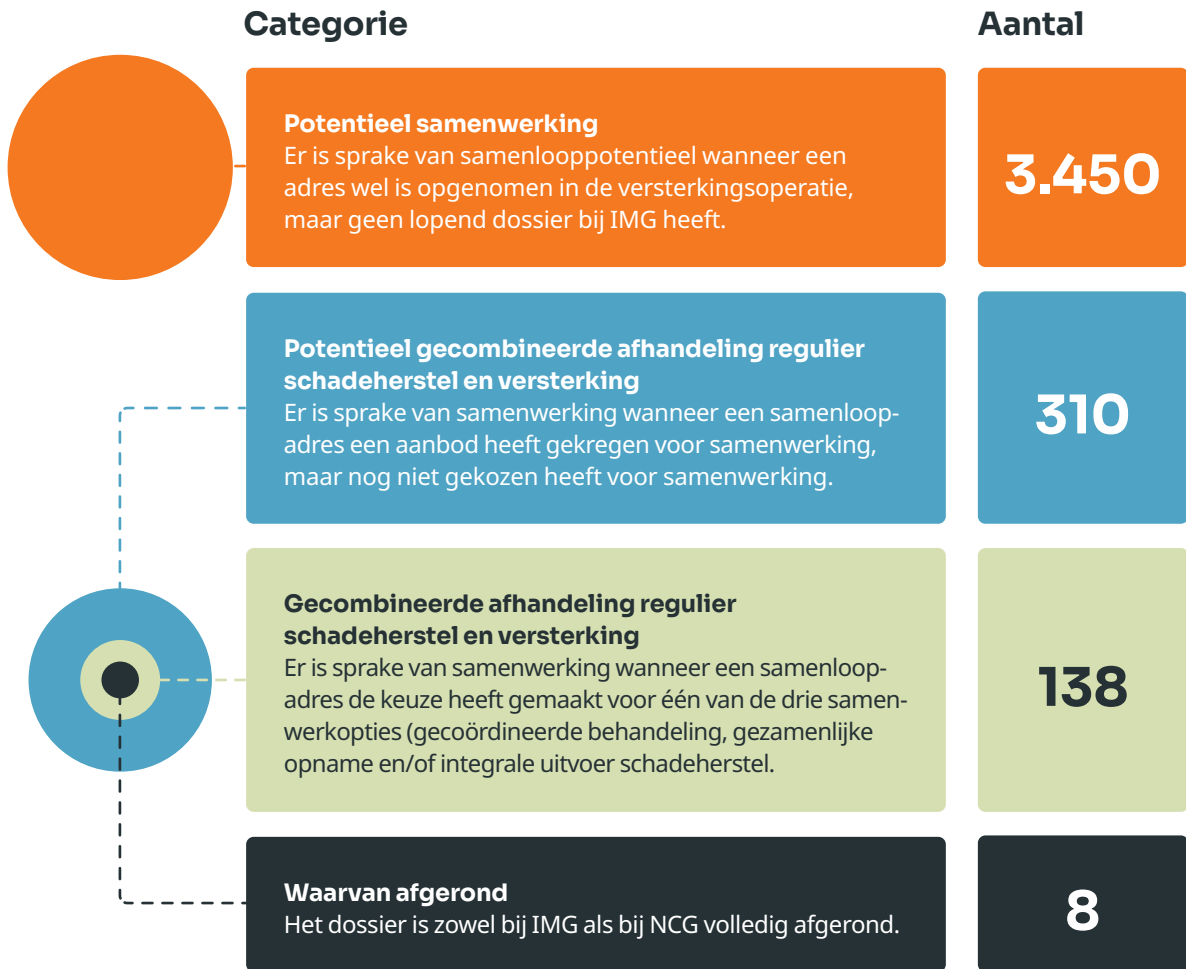 Categorie
Aantal
Potentieel samenwerking
Er is sprake van samenlooppotentieel wanneer een
adres wel is opgenomen in de versterkingsoperatie,
maar geen lopend dossier bij IMG heeft.
3.450
Potentieel gecombineerde afhandeling regulier
schadeherstel en versterking
Er is sprake van samenwerking wanneer een samenloop-
adres een aanbod heeft gekregen voor samenwerking,
maar nog niet gekozen heeft voor samenwerking.
310
Gecombineerde afhandeling regulier
schadeherstel en versterking
Er is sprake van samenwerking wanneer een samenloop-
adres de keuze heeft gemaakt voor één van de drie samen-
werkopties (gecoördineerde behandeling, gezamenlijke
opname en/of integrale uitvoer schadeherstel.
138
Waarvan afgerond
Het dossier is zowel bij IMG als bij NCG volledig afgerond.
8